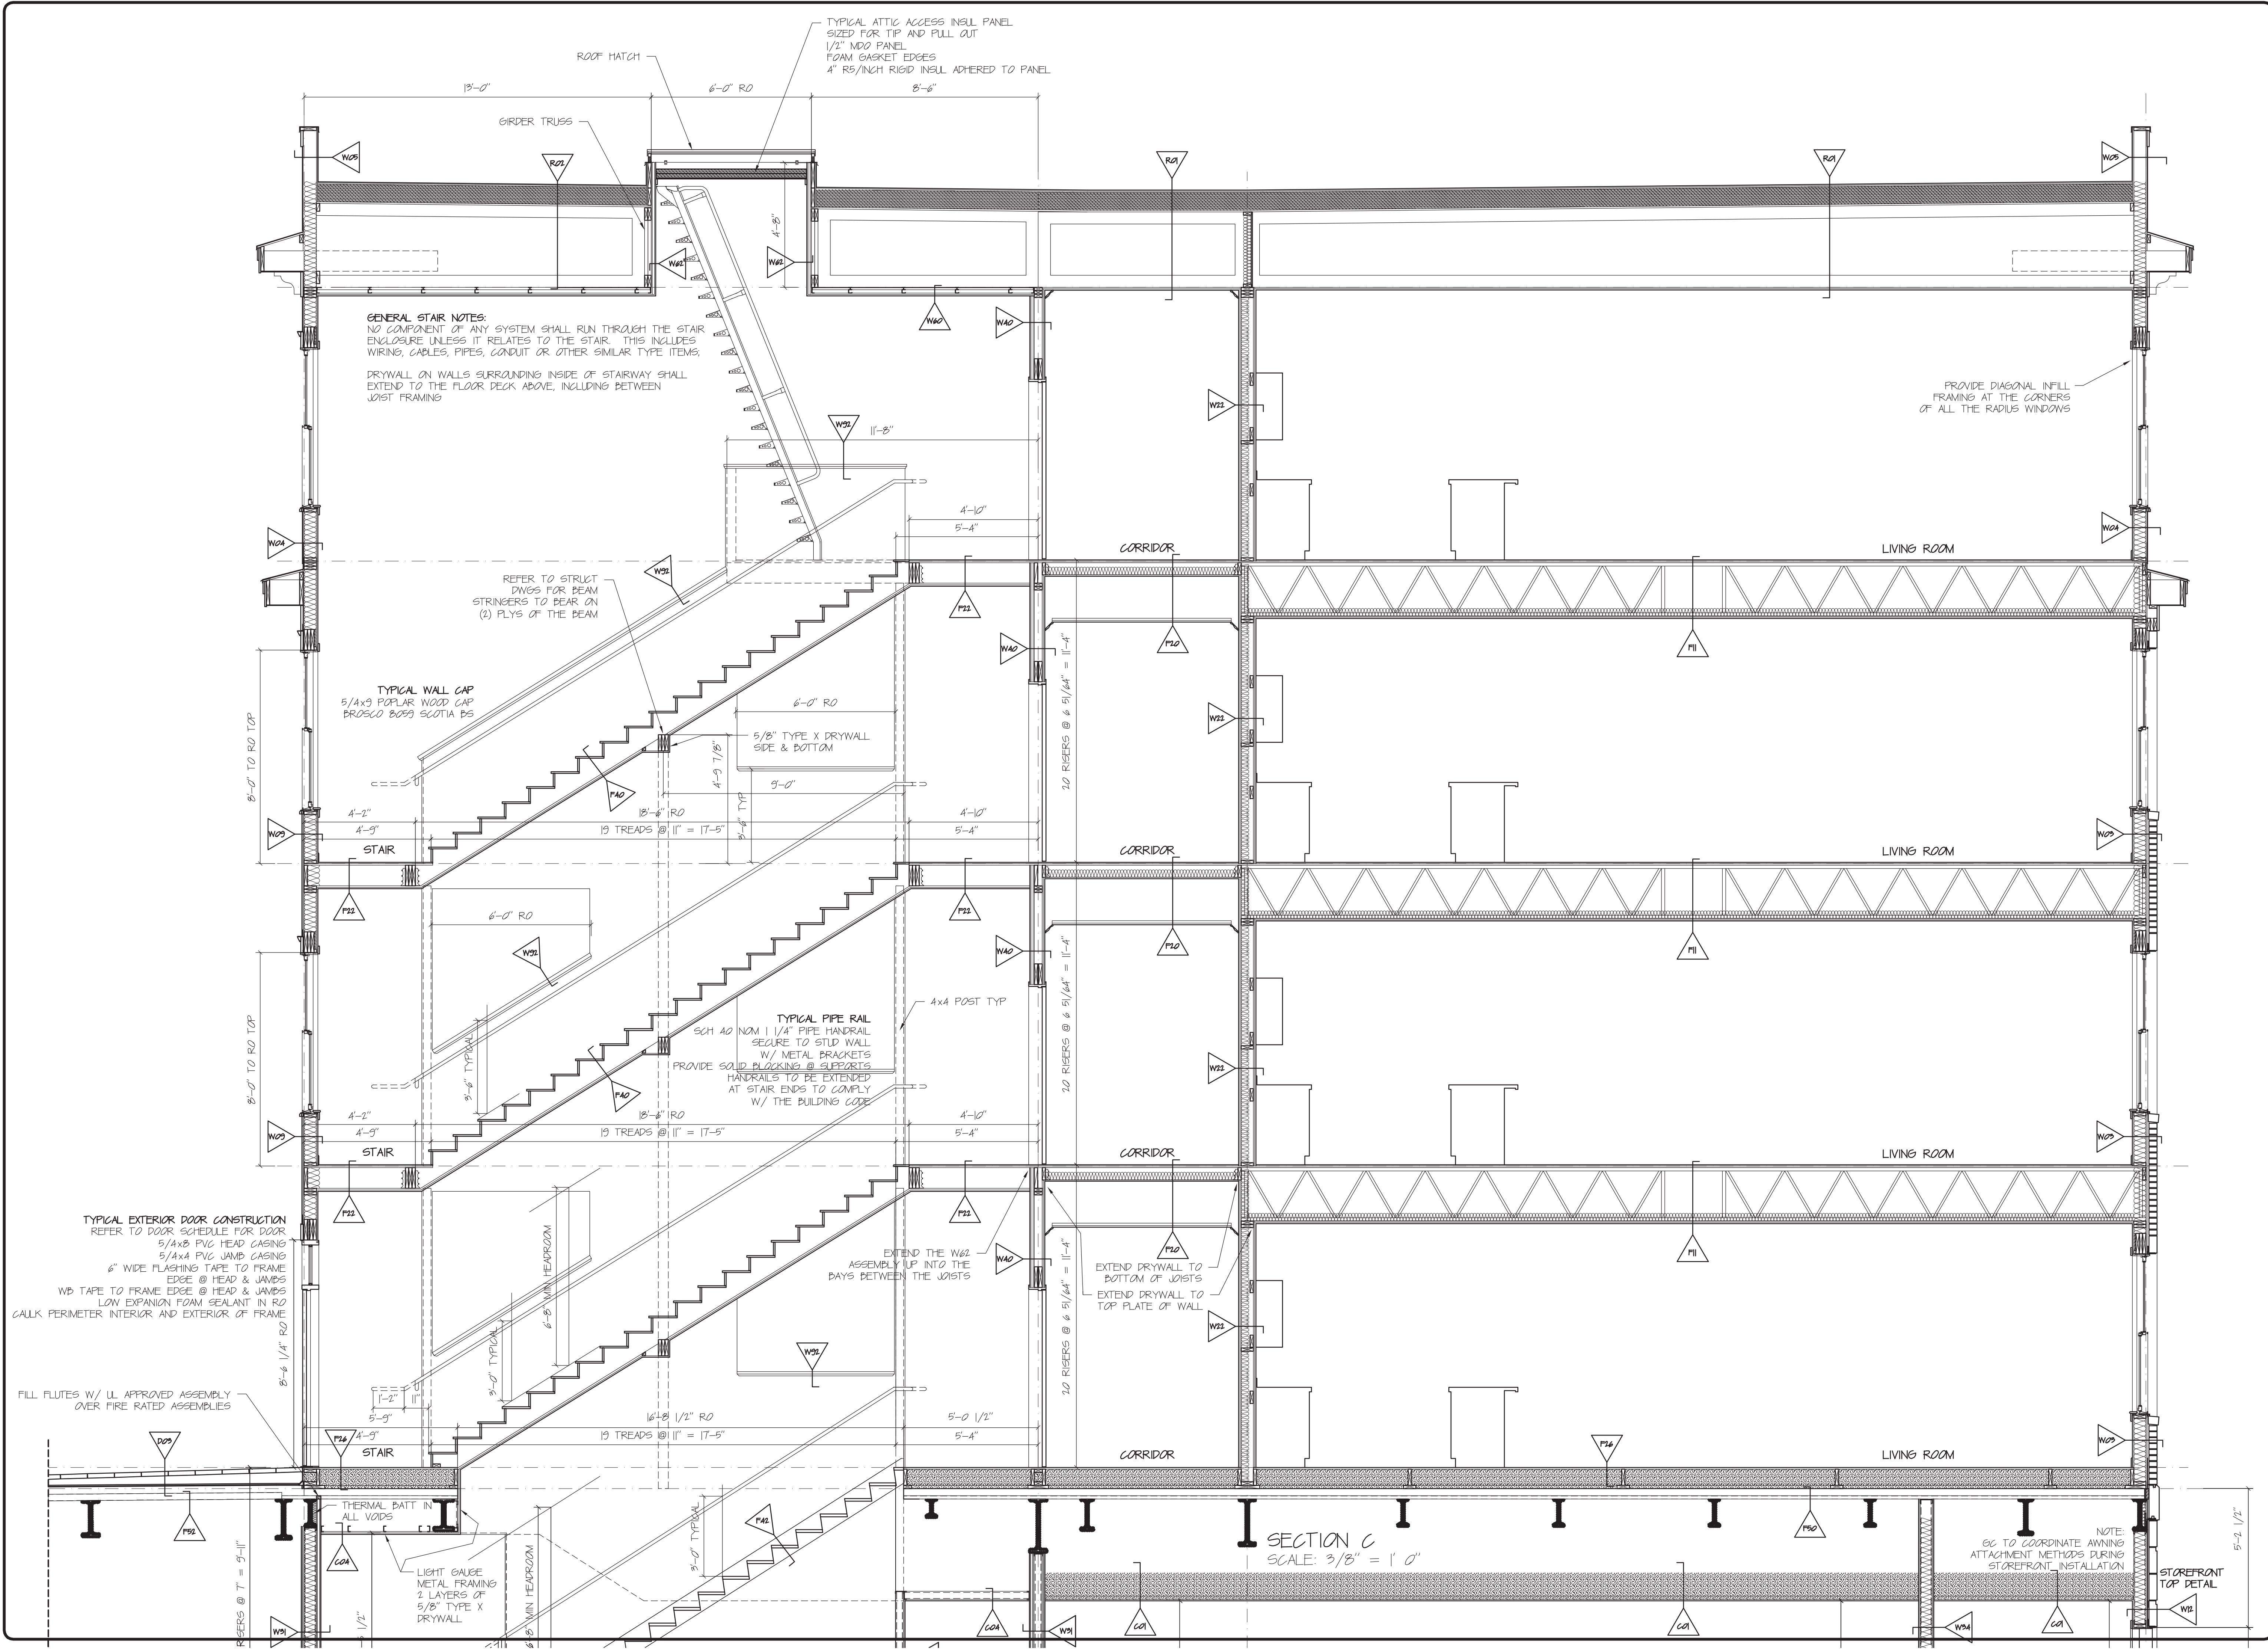 TYPICAL ATTIC ACCESS INSUL PANEL
SIZED FOR TIP AND PULL OUT
1/2" MDO PANEL
FOAM GASKET EDGES
4" R5/INCH RIGID INSUL ADHERED TO PANEL
ROOF HATCH
13'-0"
6'-0" RO
8'-6"
GIRDER TRUSS
W05
R02
R01
R01
W05
4'-8"
W62
W62
GENERAL STAIR NOTES:
NO COMPONENT OF ANY SYSTEM SHALL RUN THROUGH THE STAIR
ENCLOSURE UNLESS IT RELATES TO THE STAIR. THIS INCLUDES
WIRING, CABLES, PIPES, CONDUIT OR OTHER SIMILAR TYPE ITEMS,
DRYWALL ON WALLS SURROUNDING INSIDE OF STAIRWAY SHALL
EXTEND TO THE FLOOR DECK ABOVE, INCLUDING BETWEEN
JOIST FRAMING
W60
W40
W22
PROVIDE DIAGONAL INFILL
FRAMING AT THE CORNERS
OF ALL THE RADIUS WINDOWS
W92
11'-8"
4'-10"
5'-4"
W04
W04
CORRIDOR
LIVING ROOM
W92
REFER TO STRUCT
DWGS FOR BEAM
STRINGERS TO BEAR ON
(2) PLYS OF THE BEAM
F22
W40
F20
F11
20 RISERS @ 6 51/64" = 11'-4"
8'-0" TO RO TOP
TYPICAL WALL CAP
5/4x9 POPLAR WOOD CAP
BROSCO 8059 SCOTIA BS
6'-0" RO
W22
5/8" TYPE X DRYWALL
SIDE & BOTTOM
4'-9 7/8"
3'-6" TYP
F40
5'-0"
4'-2"
18'-6" RO
4'-10"
W09
4'-9"
19 TREADS @ 11" = 17'-5"
5'-4"
W03
STAIR
CORRIDOR
LIVING ROOM
F22
F22
F20
F11
6'-0" RO
W92
W40
8'-0" TO RO TOP
20 RISERS @ 6 51/64" = 11'-4"
4x4 POST TYP
TYPICAL PIPE RAIL
SCH 40 NOM 1 1/4" PIPE HANDRAIL
SECURE TO STUD WALL
W/ METAL BRACKETS
PROVIDE SOLID BLOCKING @ SUPPORTS
HANDRAILS TO BE EXTENDED
AT STAIR ENDS TO COMPLY
W/ THE BUILDING CODE
3'-6" TYPICAL
F40
W22
4'-2"
18'-6" RO
4'-10"
W09
4'-9"
19 TREADS @ 11" = 17'-5"
5'-4"
W03
STAIR
CORRIDOR
LIVING ROOM
F22
F22
F20
F11
TYPICAL EXTERIOR DOOR CONSTRUCTION
REFER TO DOOR SCHEDULE FOR DOOR
5/4x8 PVC HEAD CASING
5/4x4 PVC JAMB CASING
6" WIDE FLASHING TAPE TO FRAME
EDGE @ HEAD & JAMBS
WB TAPE TO FRAME EDGE @ HEAD & JAMBS
LOW EXPANION FOAM SEALANT IN RO
CAULK PERIMETER INTERIOR AND EXTERIOR OF FRAME
6'-8" MIN HEADROOM
EXTEND THE W62
ASSEMBLY UP INTO THE
BAYS BETWEEN THE JOISTS
W40
20 RISERS @ 6 51/64" = 11'-4"
EXTEND DRYWALL TO
BOTTOM OF JOISTS
EXTEND DRYWALL TO
TOP PLATE OF WALL
W22
8'-6 1/4" RO
3'-0" TYPICAL
W92
FILL FLUTES W/ UL APPROVED ASSEMBLY
OVER FIRE RATED ASSEMBLIES
1'-2"
11"
5'-9"
16'-8 1/2" RO
5'-0 1/2"
D03
F26
4'-9"
19 TREADS @ 11" = 17'-5"
5'-4"
F26
W03
STAIR
CORRIDOR
LIVING ROOM
THERMAL BATT IN
ALL VOIDS
F52
C04
3'-0" TYPICAL
F42
F50
SECTION C
SCALE: 3/8" = 1' 0"
NOTE:
GC TO COORDINATE AWNING
ATTACHMENT METHODS DURING
STOREFRONT INSTALLATION
5'-2 1/2"
RISERS @ 7 = 5'-11"
LIGHT GAUGE
METAL FRAMING
2 LAYERS OF
5/8" TYPE X
DRYWALL
6'-8" MIN HEADROOM
STOREFRONT
TOP DETAIL
1/2"
W31
C04
W31
C01
C01
W34
C01
W12